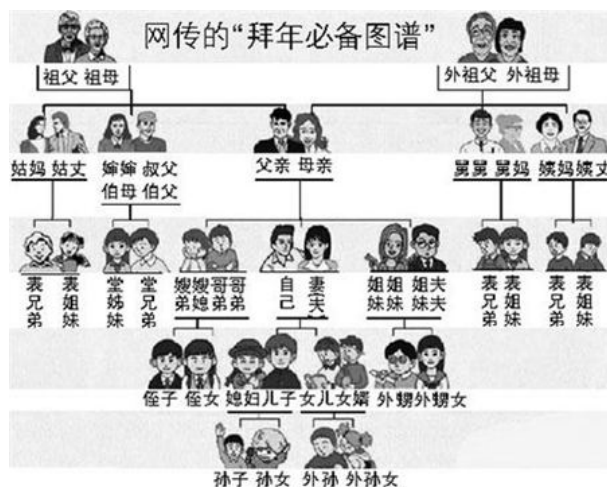 网传的“拜年必备图谱”
祖父 祖母
外祖父 外祖母
姑妈 姑丈
婶婶 叔父
伯母 伯父
父亲 母亲
舅舅 舅妈
姨妈 姨丈
表兄弟
表姐妹
堂姊妹
堂兄弟
嫂嫂哥哥
弟媳弟弟
自己
妻(夫)
姐姐姐夫
妹妹妹夫
表兄弟
表姐妹
表兄弟
表姐妹
侄子 侄女
媳妇 儿子
女儿 女婿
外甥 外甥女
孙子 孙女
外孙 外孙女